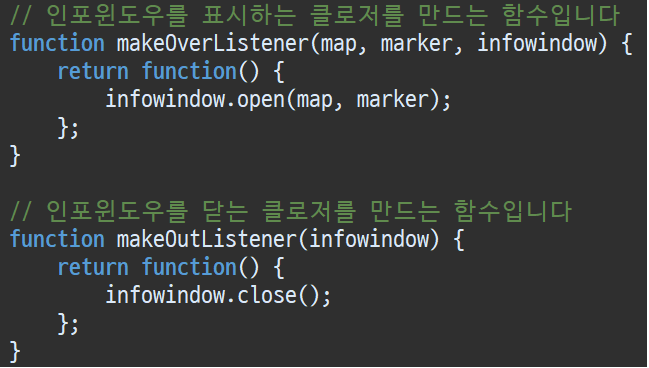 // 인포윈도우를 표시하는 클로저를 만드는 함수입니다
function makeOverListener(map, marker, infowindow) {
    return function() {
        infowindow.open(map, marker);
    };
}

// 인포윈도우를 닫는 클로저를 만드는 함수입니다
function makeOutListener(infowindow) {
    return function() {
        infowindow.close();
    };
}